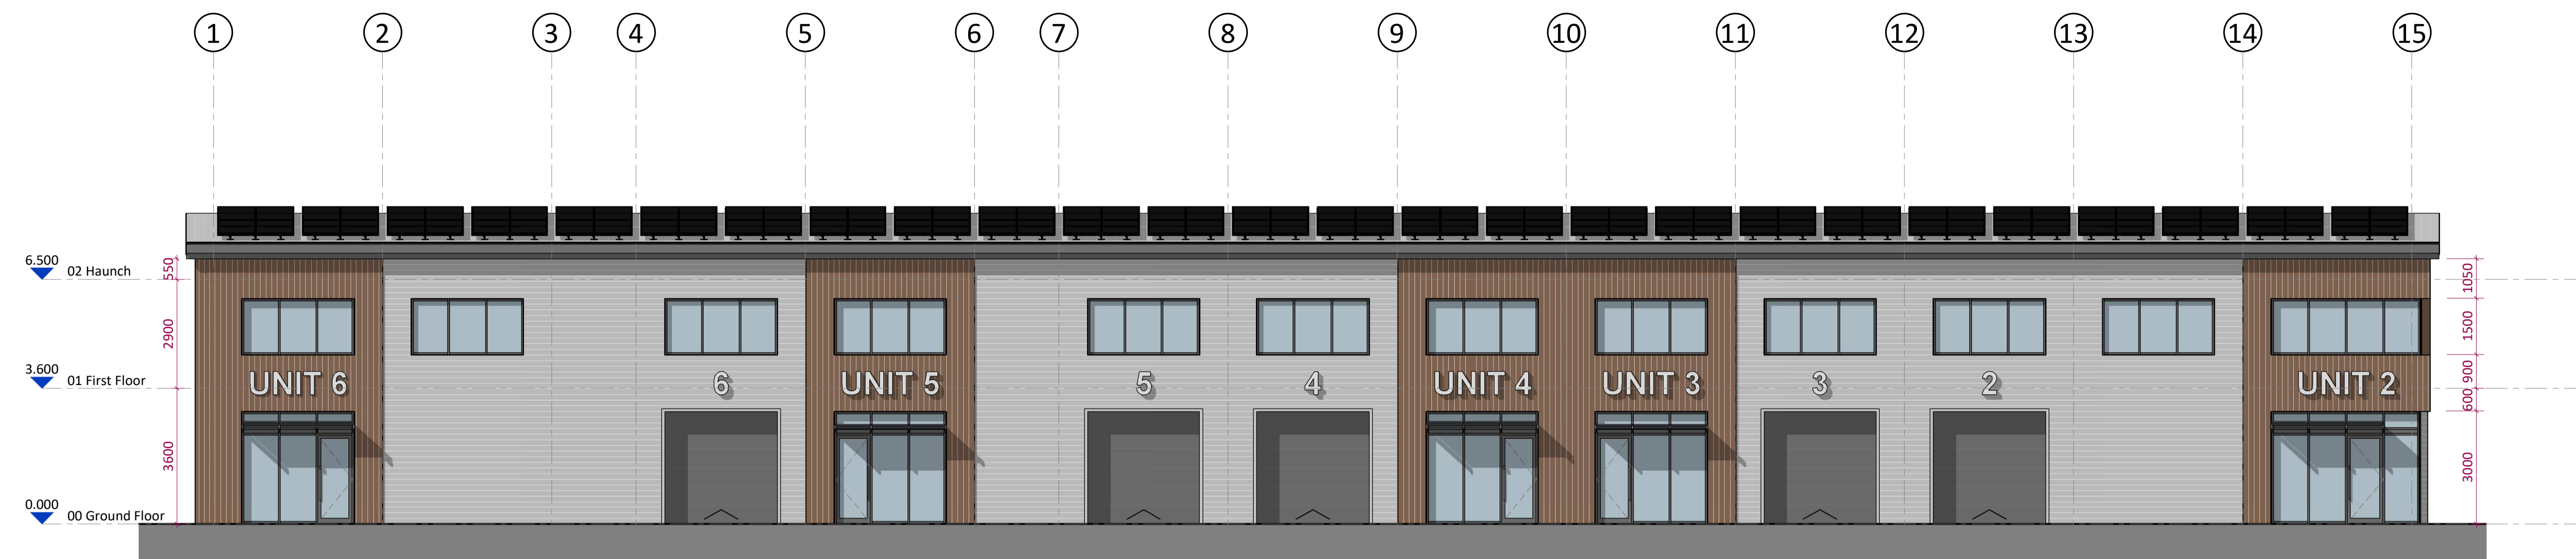 1 2 3 4 5 6 7 8 9 10 11 12 13 14 15
6.500 02 Haunch
550
1050
2900
1500
3.600 01 First Floor
900
UNIT 6 6 UNIT 5 5 4 UNIT 4 UNIT 3 3 2 UNIT 2
600
3600
3000
0.000 00 Ground Floor